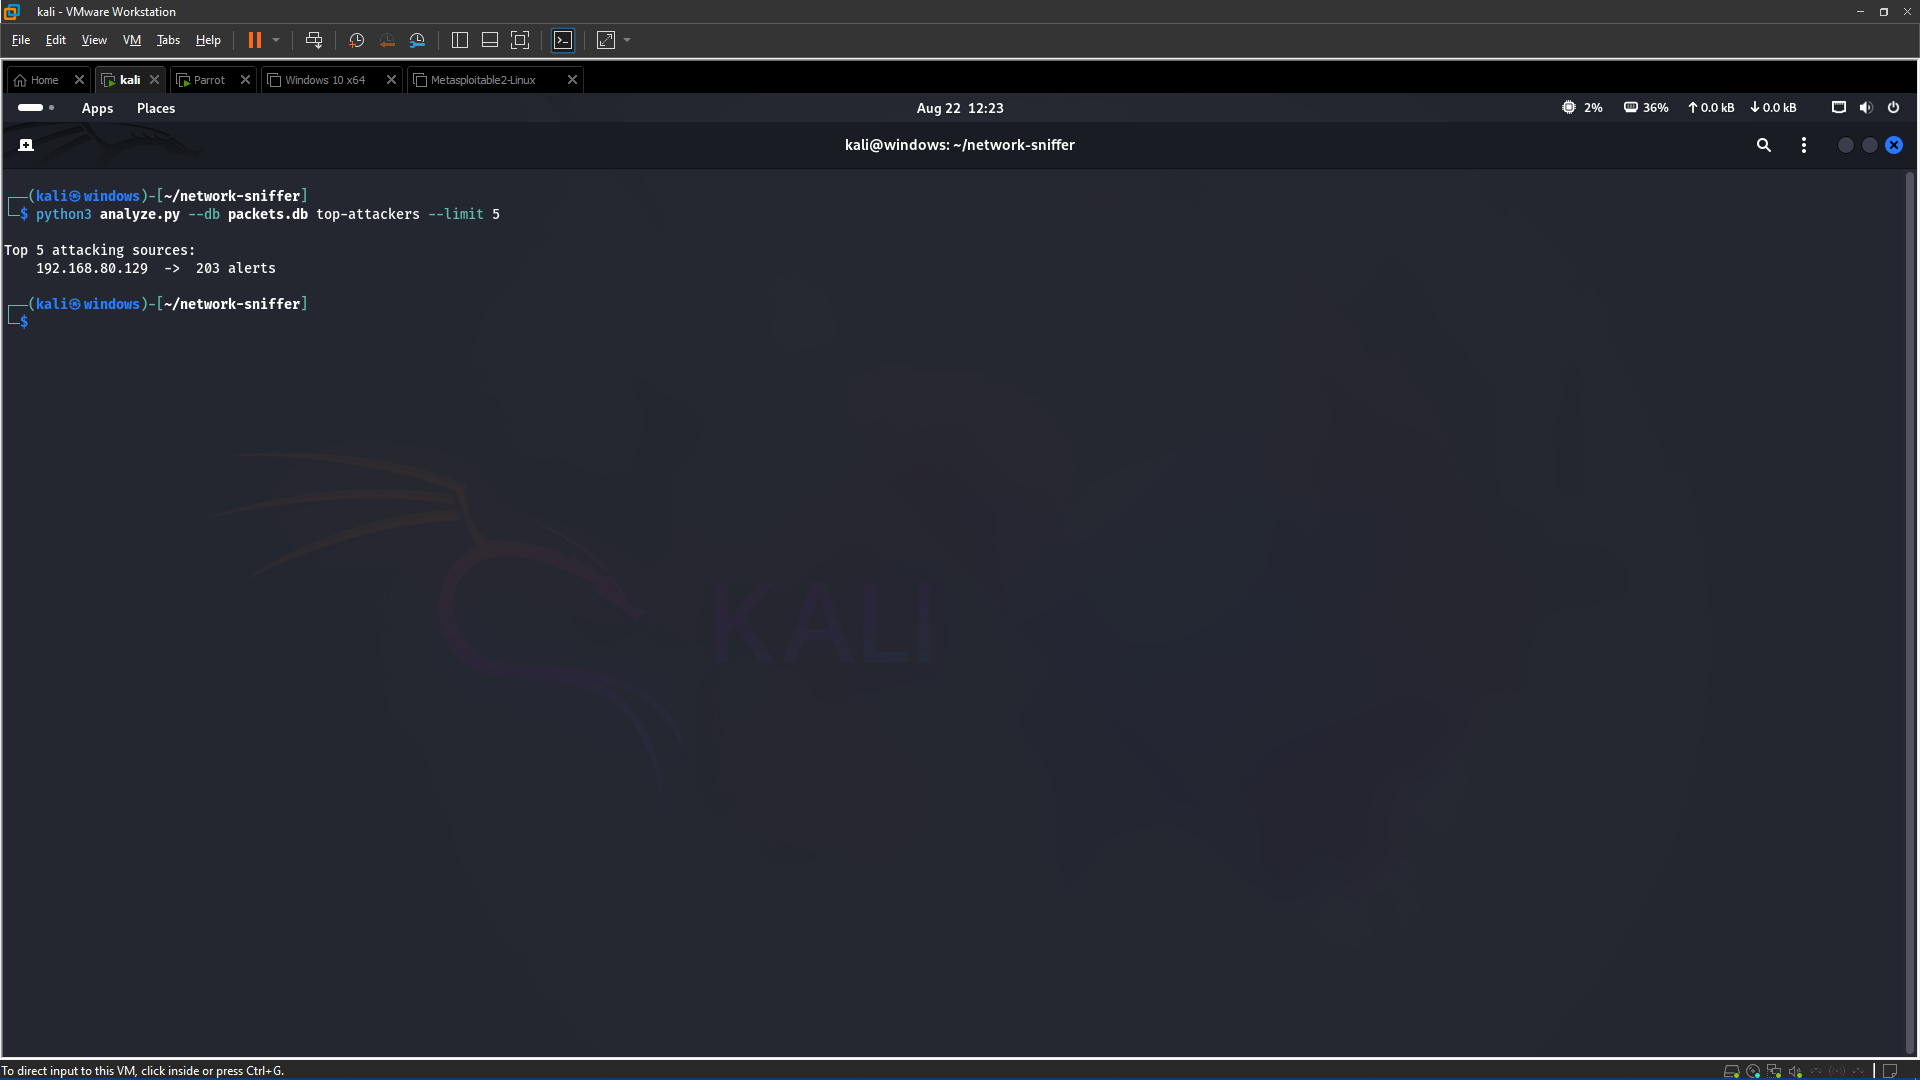 kali - VMware Workstation
File Edit View VM Tabs Help
Home kali Parrot Windows 10 x64 Metasploitable2-Linux
Apps Places Aug 22 12:23 2% 36% 0.0 kB 0.0 kB
kali@windows: ~/network-sniffer
┌──(kali㉿windows)-[~/network-sniffer]
└─$ python3 analyze.py --db packets.db top-attackers --limit 5
Top 5 attacking sources:
192.168.80.129 -> 203 alerts
┌──(kali㉿windows)-[~/network-sniffer]
└─$
KALI
To direct input to this VM, click inside or press Ctrl+G.